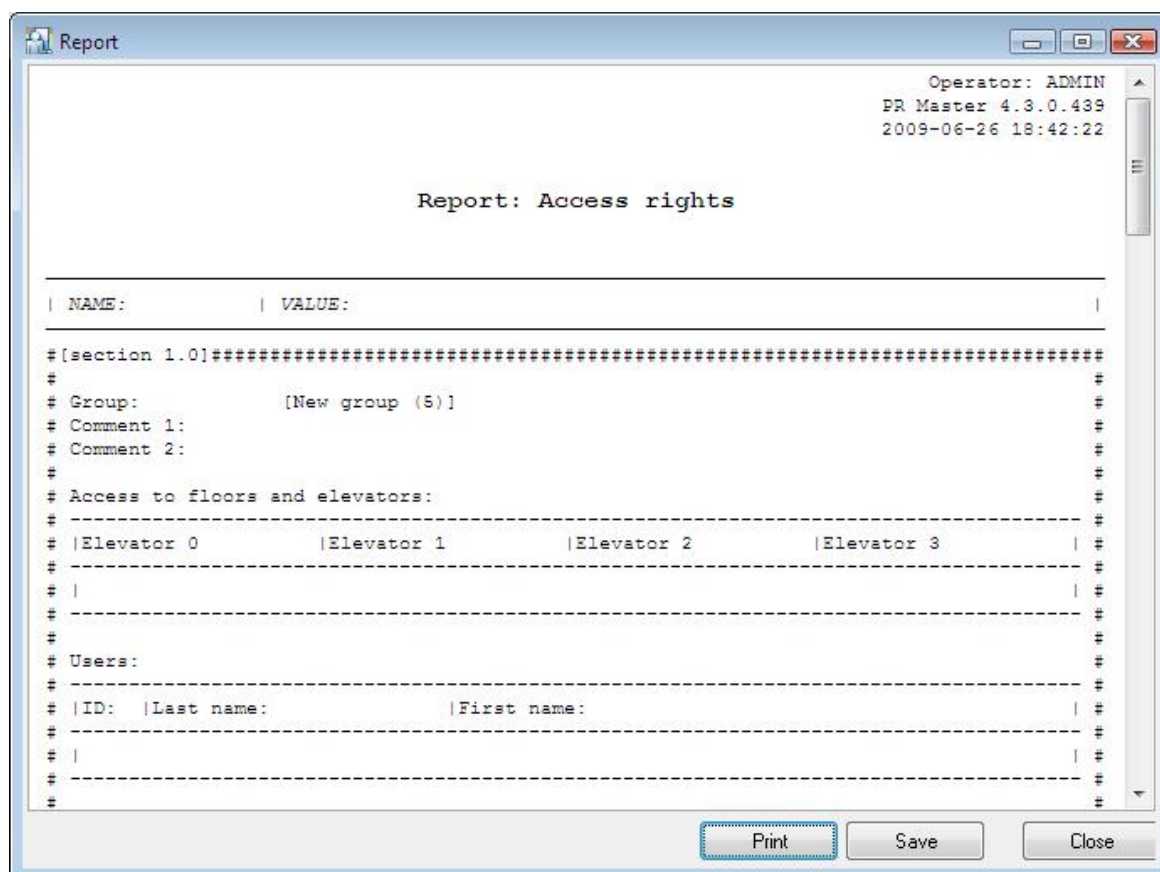 Report
Operator: ADMIN
PR Master 4.3.0.439
2009-06-26 18:42:22
Report: Access rights
| NAME: | VALUE: |
#[section 1.0]############################################################################
# #
# Group: [New group (5)] #
# Comment 1: #
# Comment 2: #
# #
# Access to floors and elevators: #
# -------------------------------------------------------------------------------------- #
# |Elevator 0 |Elevator 1 |Elevator 2 |Elevator 3 | #
# -------------------------------------------------------------------------------------- #
# | | #
# -------------------------------------------------------------------------------------- #
# #
# Users: #
# -------------------------------------------------------------------------------------- #
# |ID: |Last name: |First name: | #
# -------------------------------------------------------------------------------------- #
# | | #
# -------------------------------------------------------------------------------------- #
# #
Print Save Close